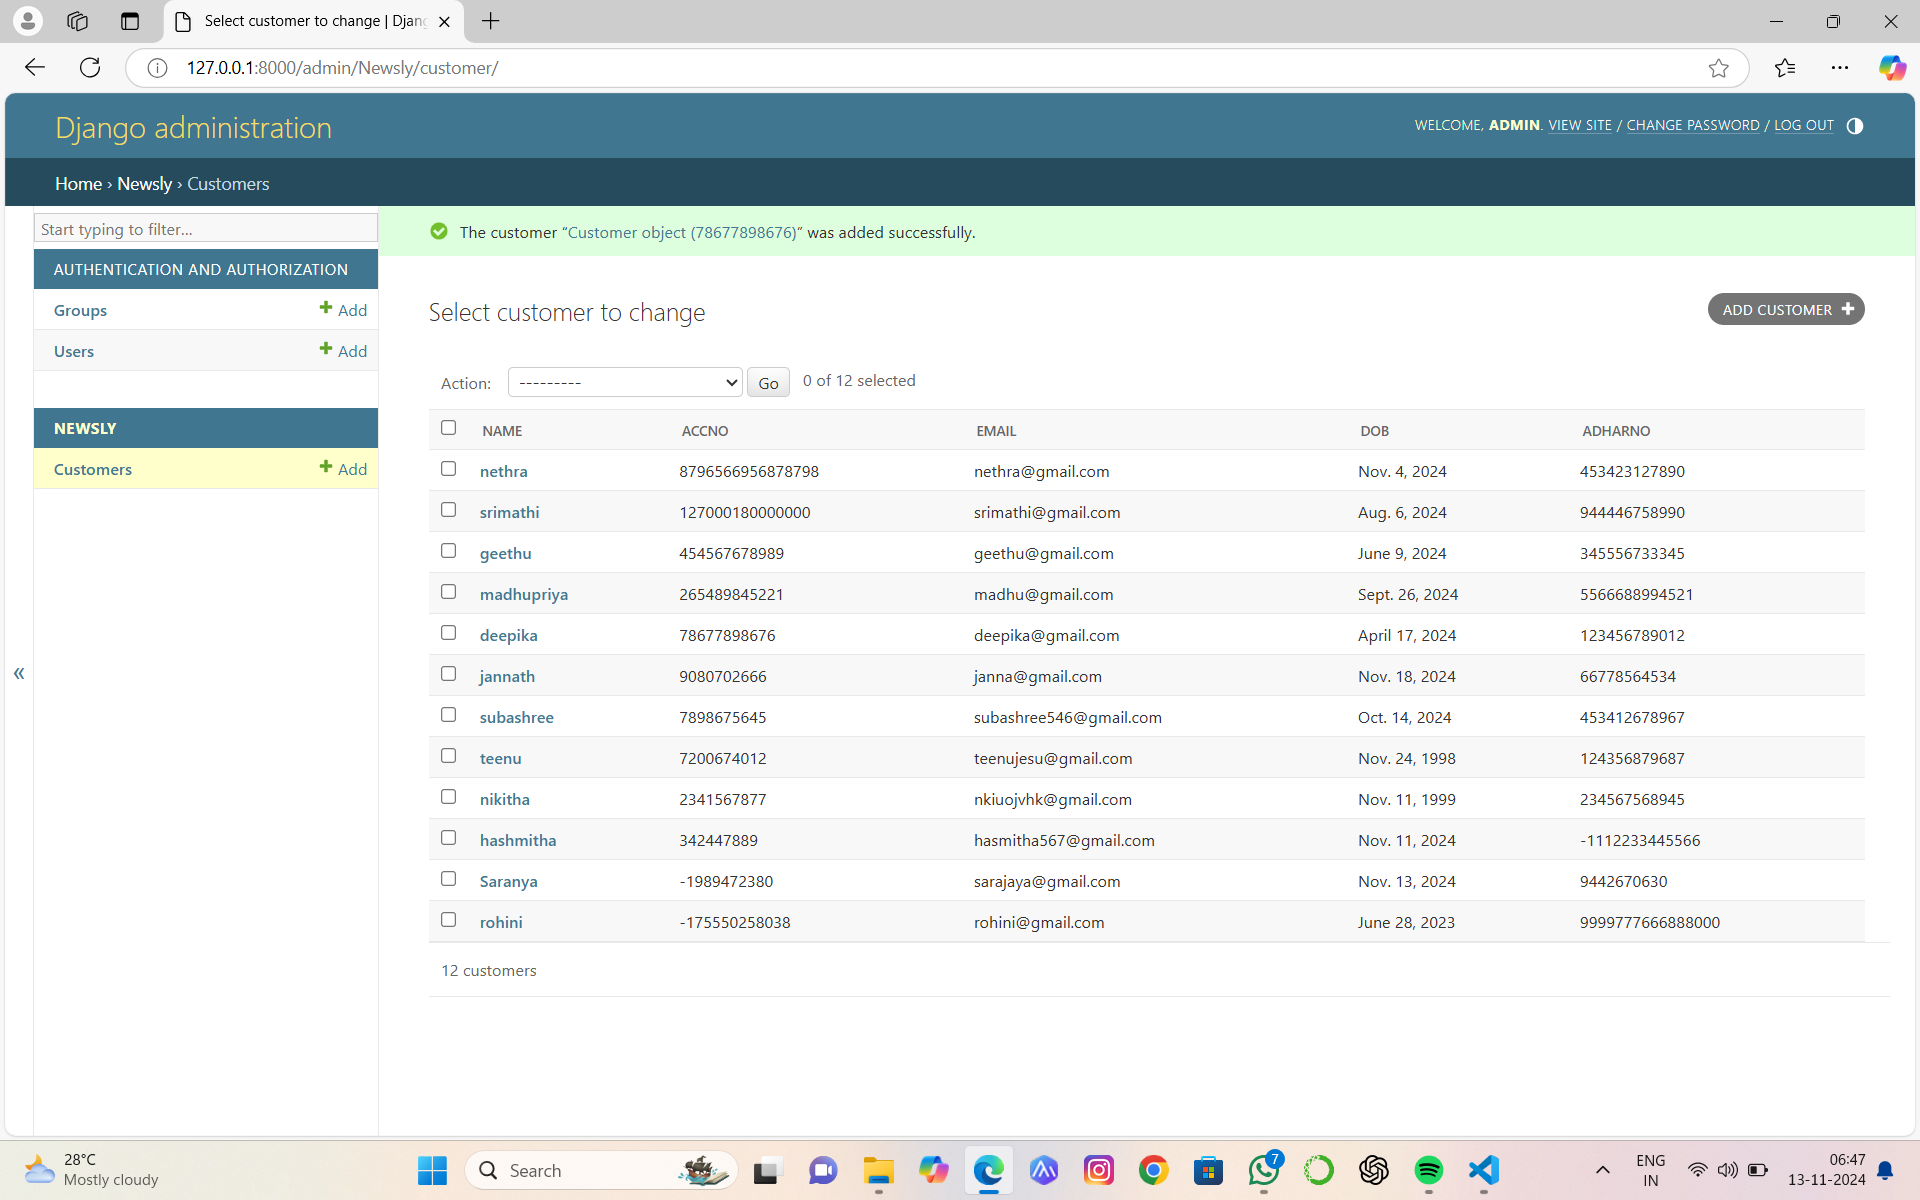 Select customer to change | Djan
127.0.0.1:8000/admin/Newsly/customer/
Django administration
WELCOME, ADMIN. VIEW SITE / CHANGE PASSWORD / LOG OUT
Home › Newsly › Customers
Start typing to filter...
AUTHENTICATION AND AUTHORIZATION
Groups Add
Users Add
NEWSLY
Customers Add
«
The customer “Customer object (78677898676)” was added successfully.
Select customer to change
ADD CUSTOMER
Action: --------- Go 0 of 12 selected
NAME ACCNO EMAIL DOB ADHARNO
nethra 8796566956878798 nethra@gmail.com Nov. 4, 2024 453423127890
srimathi 127000180000000 srimathi@gmail.com Aug. 6, 2024 944446758990
geethu 454567678989 geethu@gmail.com June 9, 2024 345556733345
madhupriya 265489845221 madhu@gmail.com Sept. 26, 2024 5566688994521
deepika 78677898676 deepika@gmail.com April 17, 2024 123456789012
jannath 9080702666 janna@gmail.com Nov. 18, 2024 66778564534
subashree 7898675645 subashree546@gmail.com Oct. 14, 2024 453412678967
teenu 7200674012 teenujesu@gmail.com Nov. 24, 1998 124356879687
nikitha 2341567877 nkiuojvhk@gmail.com Nov. 11, 1999 234567568945
hashmitha 342447889 hasmitha567@gmail.com Nov. 11, 2024 -1112233445566
Saranya -1989472380 sarajaya@gmail.com Nov. 13, 2024 9442670630
rohini -175550258038 rohini@gmail.com June 28, 2023 9999777666888000
12 customers
28°C
Mostly cloudy
Search
7
ENG
IN
06:47
13-11-2024